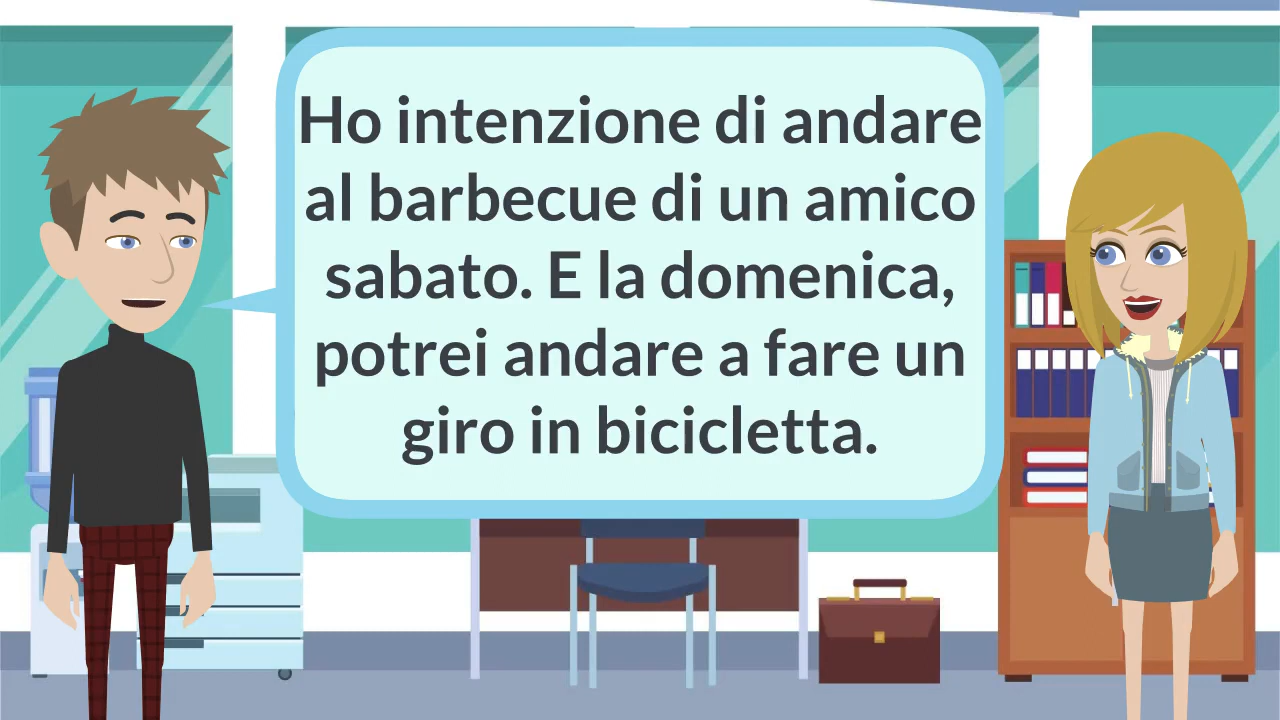 Ho intenzione di andare
al barbecue di un amico
sabato. E la domenica,
potrei andare a fare un
giro in bicicletta.